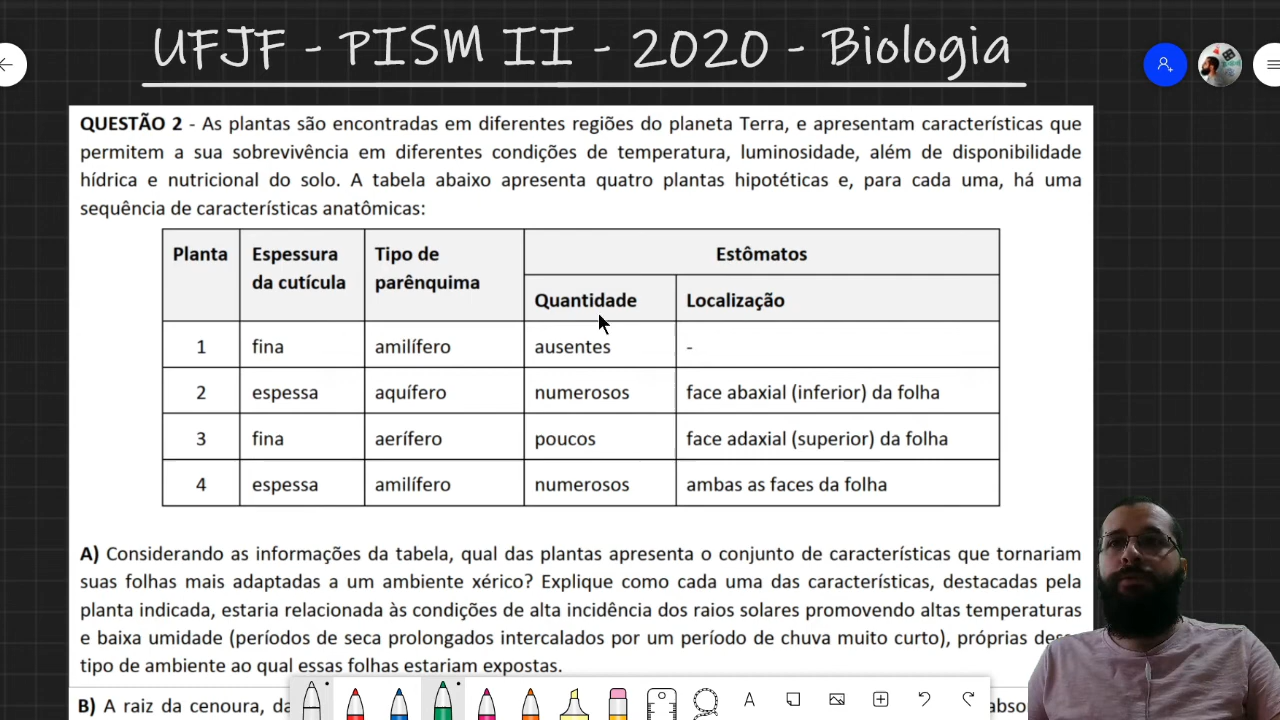 UFJF - PISM II - 2020 - Biologia
QUESTÃO 2 - As plantas são encontradas em diferentes regiões do planeta Terra, e apresentam características que
permitem a sua sobrevivência em diferentes condições de temperatura, luminosidade, além de disponibilidade
hídrica e nutricional do solo. A tabela abaixo apresenta quatro plantas hipotéticas e, para cada uma, há uma
sequência de características anatômicas:
Planta Espessura da cutícula Tipo de parênquima Estômatos
Quantidade Localização
1 fina amilífero ausentes -
2 espessa aquífero numerosos face abaxial (inferior) da folha
3 fina aerífero poucos face adaxial (superior) da folha
4 espessa amilífero numerosos ambas as faces da folha
A) Considerando as informações da tabela, qual das plantas apresenta o conjunto de características que tornariam
suas folhas mais adaptadas a um ambiente xérico? Explique como cada uma das características, destacadas pela
planta indicada, estaria relacionada às condições de alta incidência dos raios solares promovendo altas temperaturas
e baixa umidade (períodos de seca prolongados intercalados por um período de chuva muito curto), próprias
tipo de ambiente ao qual essas folhas estariam expostas.
B) A raiz da cenoura,
A